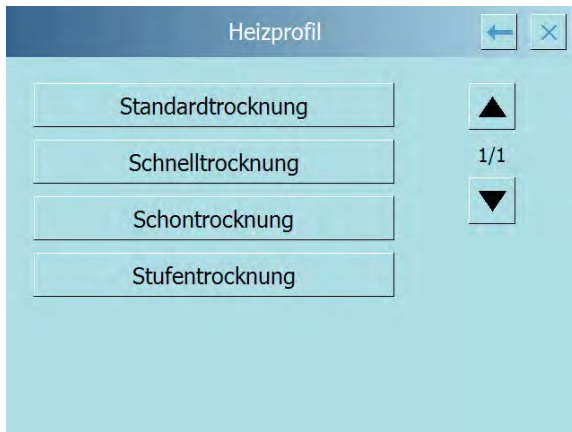 Heizprofil
Standardtrocknung
Schnelltrocknung
1/1
Schontrocknung
Stufentrocknung